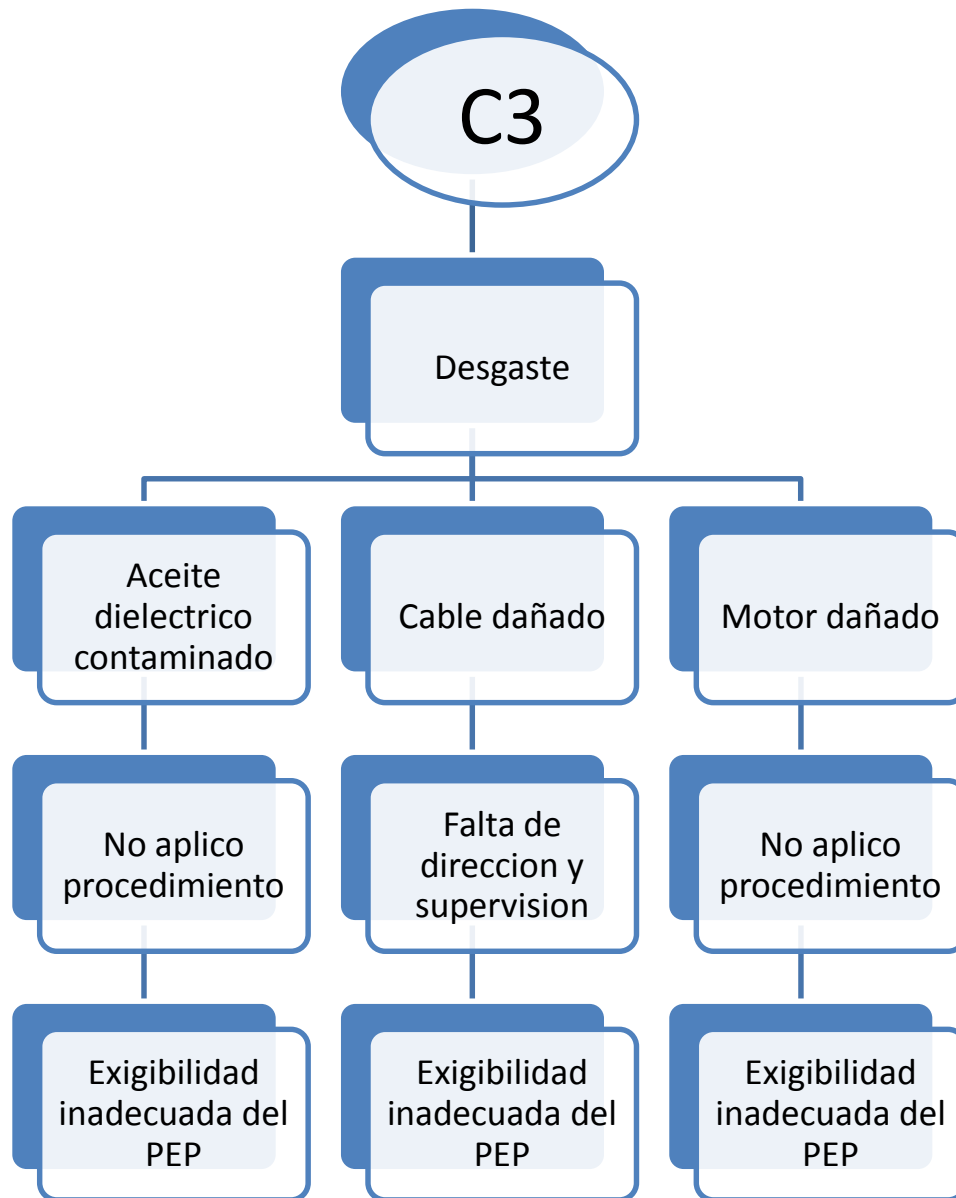 C3
Desgaste
Aceite
dielectrico
contaminado
Cable dañado
Motor dañado
No aplico
procedimiento
Falta de
direccion y
supervision
No aplico
procedimiento
Exigibilidad
inadecuada del
PEP
Exigibilidad
inadecuada del
PEP
Exigibilidad
inadecuada del
PEP